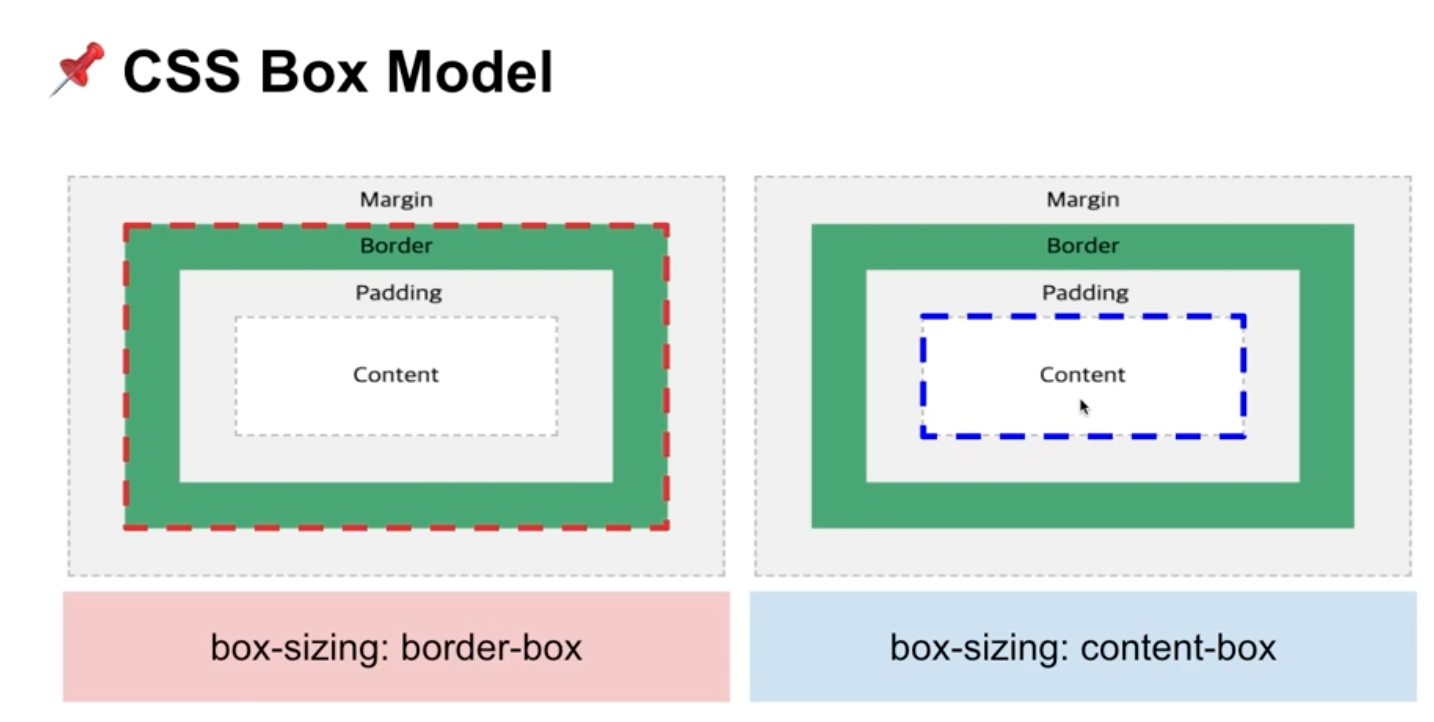 CSS Box Model
Margin
Border
Padding
Content
box-sizing: border-box
Margin
Border
Padding
Content
box-sizing: content-box